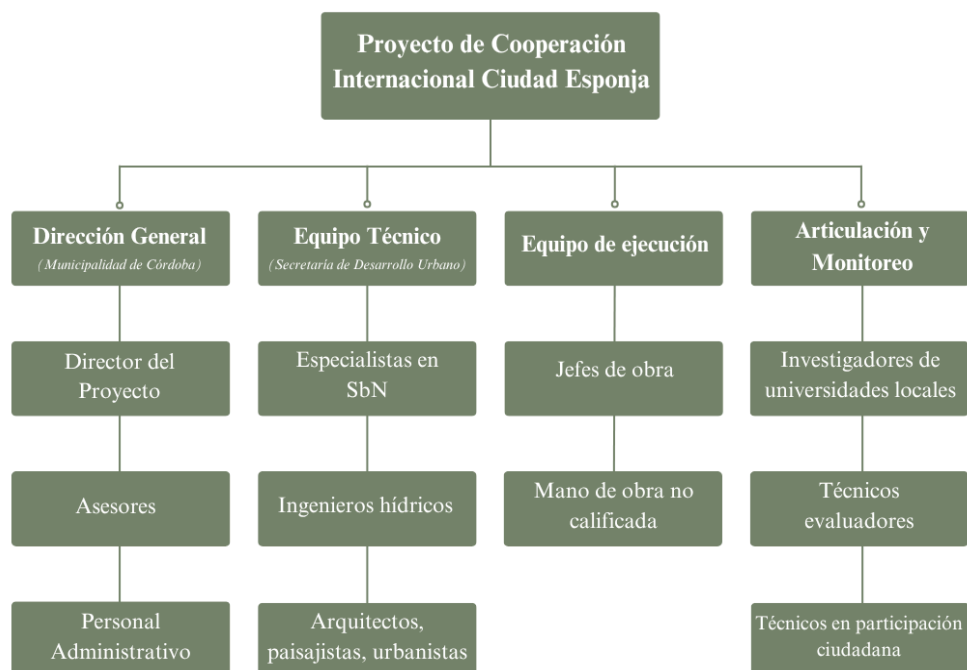 Proyecto de Cooperación
Internacional Ciudad Esponja
Dirección General
(Municipalidad de Córdoba)
Director del
Proyecto
Asesores
Personal
Administrativo
Equipo Técnico
(Secretaría de Desarrollo Urbano)
Especialistas en
SbN
Ingenieros hídricos
Arquitectos,
paisajistas, urbanistas
Equipo de ejecución
Jefes de obra
Mano de obra no
calificada
Articulación y
Monitoreo
Investigadores de
universidades locales
Técnicos
evaluadores
Técnicos en participación
ciudadana